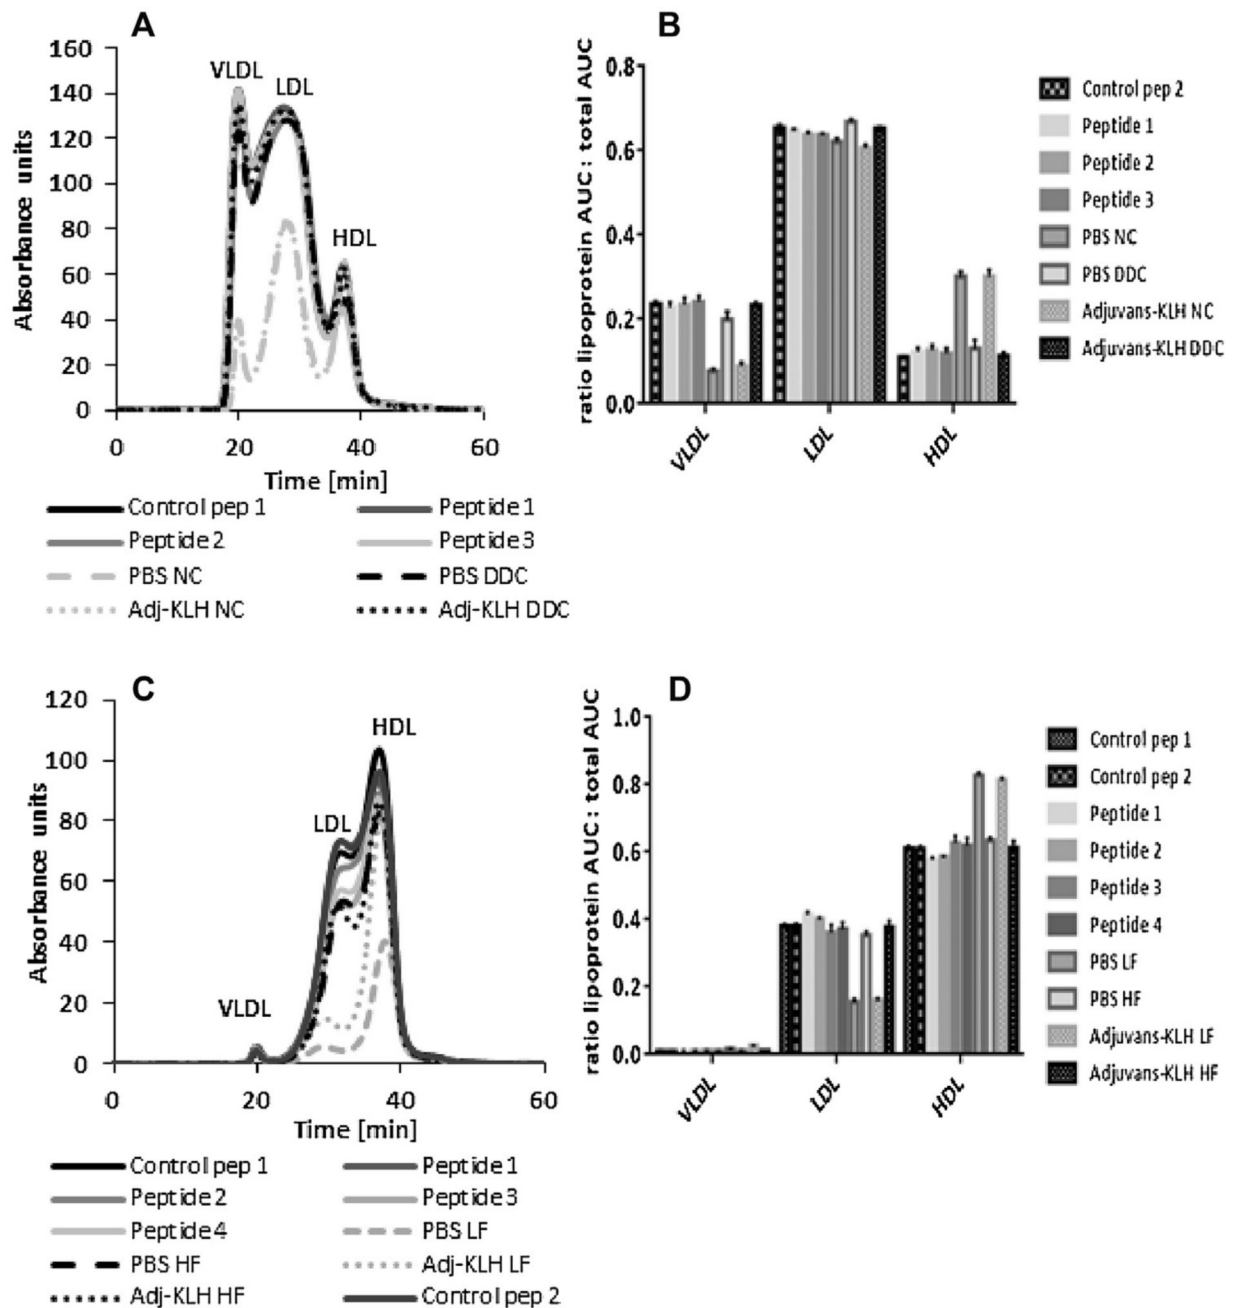 A
160
140
120
100
80
60
40
20
0
Absorbance units
VLDL
LDL
HDL
0 20 40 60
Time [min]
Control pep 1 Peptide 1
Peptide 2 Peptide 3
PBS NC PBS DDC
Adj-KLH NC Adj-KLH DDC
B
0.8
0.6
0.4
0.2
0.0
ratio lipoprotein AUC : total AUC
VLDL LDL HDL
Control pep 2
Peptide 1
Peptide 2
Peptide 3
PBS NC
PBS DDC
Adjuvans-KLH NC
Adjuvans-KLH DDC
C
120
100
80
60
40
20
0
Absorbance units
VLDL
LDL
HDL
0 20 40 60
Time [min]
Control pep 1 Peptide 1
Peptide 2 Peptide 3
Peptide 4 PBS LF
PBS HF Adj-KLH LF
Adj-KLH HF Control pep 2
D
1.0
0.8
0.6
0.4
0.2
0.0
ratio lipoprotein AUC : total AUC
VLDL LDL HDL
Control pep 1
Control pep 2
Peptide 1
Peptide 2
Peptide 3
Peptide 4
PBS LF
PBS HF
Adjuvans-KLH LF
Adjuvans-KLH HF